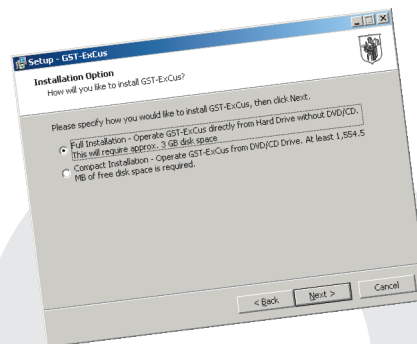 Setup - GST-ExCus
Installation Option
How will you like to install GST-ExCus?
Please specify how you would like to install GST-ExCus, then click Next.
Full Installation - Operate GST-ExCus directly from Hard Drive without DVD/CD.
This will require approx. 3 GB disk space
Compact Installation - Operate GST-ExCus from DVD/CD Drive. At least 1,554.5
MB of free disk space is required.
< Back Next > Cancel